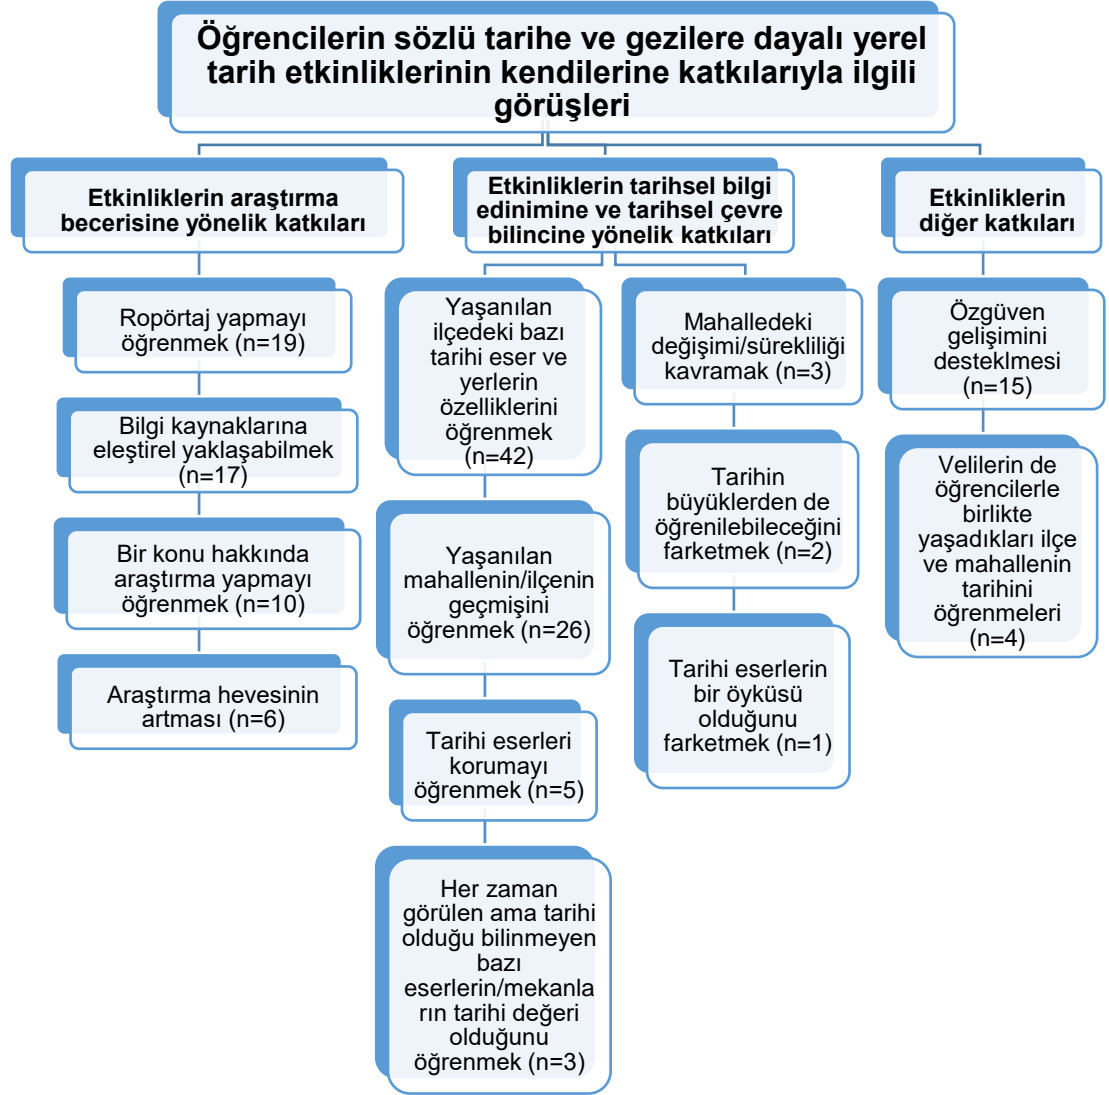 Öğrencilerin sözlü tarihe ve gezilere dayalı yerel
tarih etkinliklerinin kendilerine katkılarıyla ilgili
görüşleri
Etkinliklerin araştırma
becerisine yönelik katkıları
Ropörtaj yapmayı
öğrenmek (n=19)
Bilgi kaynaklarına
eleştirel yaklaşabilmek
(n=17)
Bir konu hakkında
araştırma yapmayı
öğrenmek (n=10)
Araştırma hevesinin
artması (n=6)
Etkinliklerin tarihsel bilgi
edinimine ve tarihsel çevre
bilincine yönelik katkıları
Yaşanılan
ilçedeki bazı
tarihi eser ve
yerlerin
özelliklerini
öğrenmek
(n=42)
Yaşanılan
mahallenin/ilçenin
geçmişini
öğrenmek (n=26)
Tarihi eserleri
korumayı
öğrenmek (n=5)
Her zaman
görülen ama tarihi
olduğu bilinmeyen
bazı
eserlerin/mekanla
rın tarihi değeri
olduğunu
öğrenmek (n=3)
Mahalledeki
değişimi/sürekliliği
kavramak (n=3)
Tarihin
büyüklerden de
öğrenilebileceğini
farketmek (n=2)
Tarihi eserlerin
bir öyküsü
olduğunu
farketmek (n=1)
Etkinliklerin
diğer katkıları
Özgüven
gelişimini
desteklmesi
(n=15)
Velilerin de
öğrencilerle
birlikte
yaşadıkları ilçe
ve mahallenin
tarihini
öğrenmeleri
(n=4)